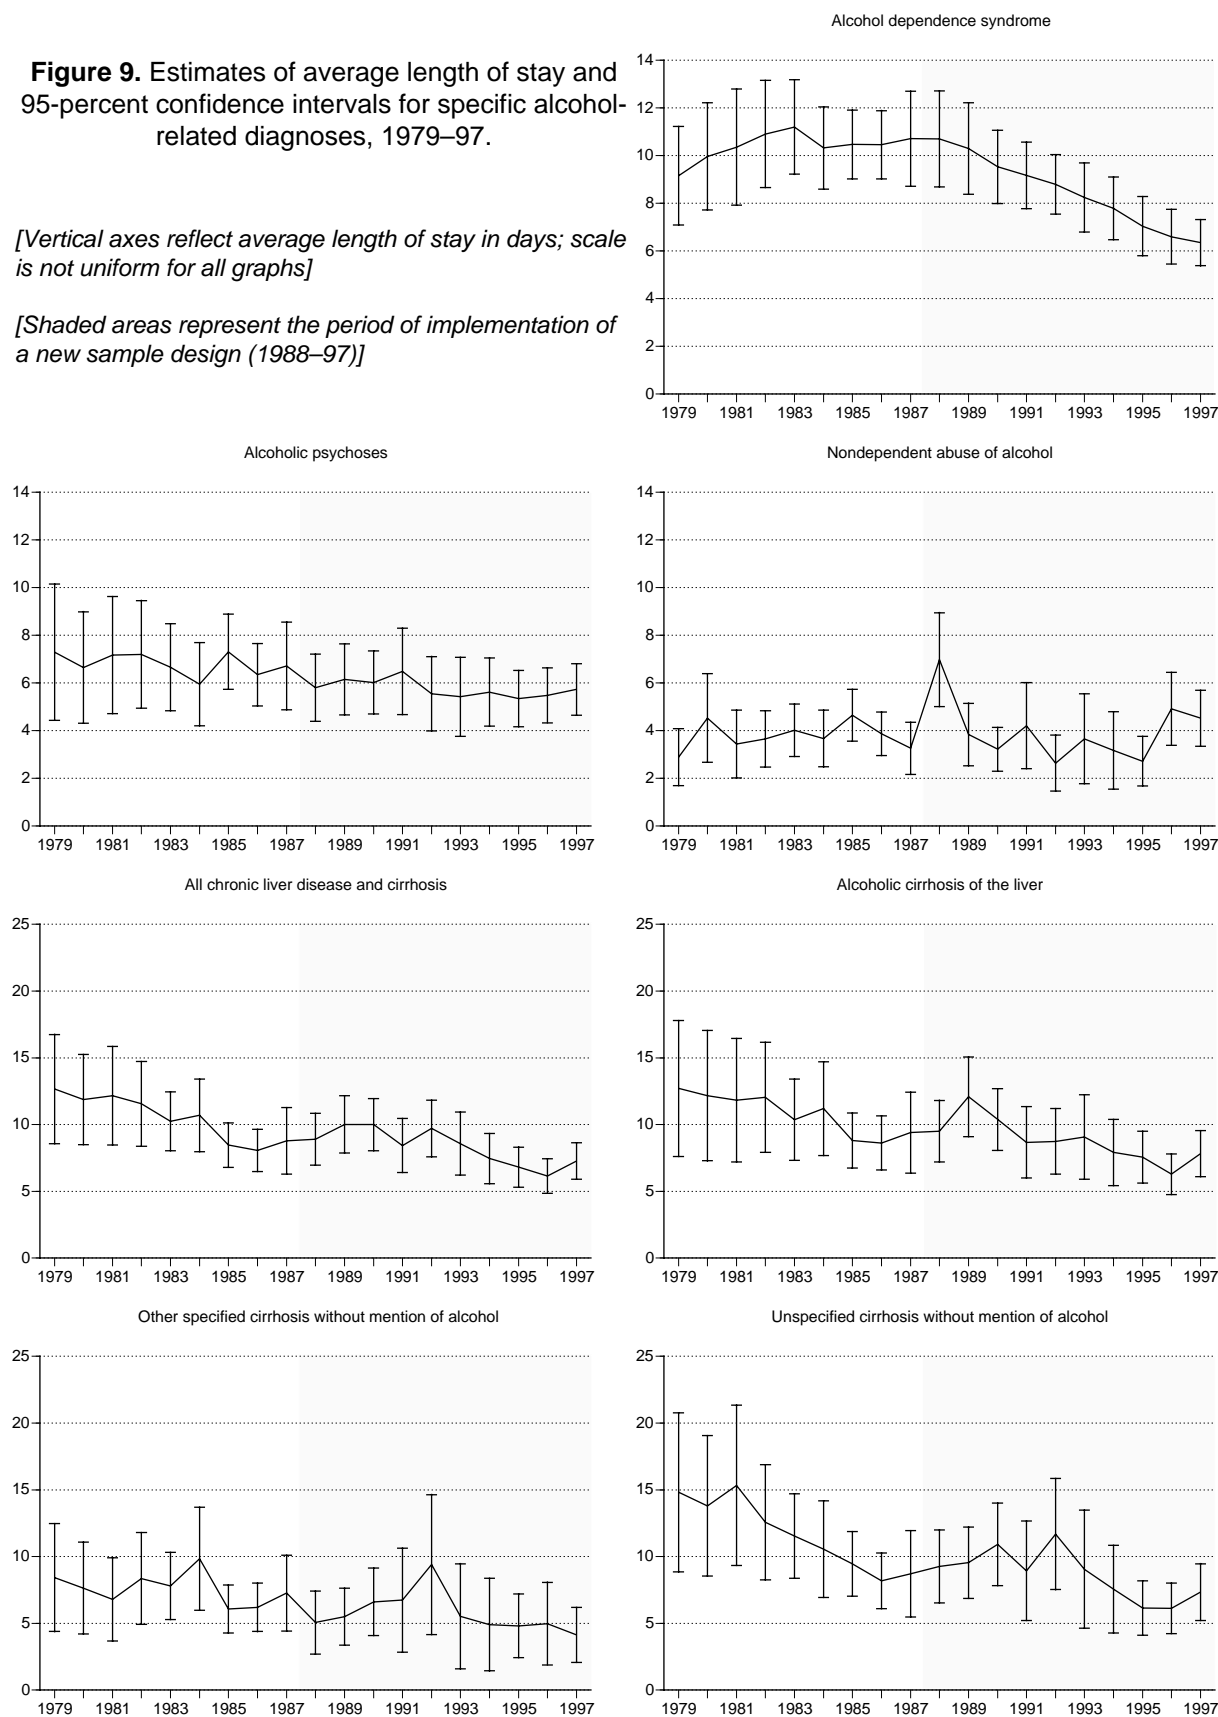 Figure 9. Estimates of average length of stay and
95-percent confidence intervals for specific alcohol-
related diagnoses, 1979–97.
[Vertical axes reflect average length of stay in days; scale
is not uniform for all graphs]
[Shaded areas represent the period of implementation of
a new sample design (1988–97)]
Alcohol dependence syndrome
14
12
10
8
6
4
2
0
1979 1981 1983 1985 1987 1989 1991 1993 1995 1997
Alcoholic psychoses
14
12
10
8
6
4
2
0
1979 1981 1983 1985 1987 1989 1991 1993 1995 1997
Nondependent abuse of alcohol
14
12
10
8
6
4
2
0
1979 1981 1983 1985 1987 1989 1991 1993 1995 1997
All chronic liver disease and cirrhosis
25
20
15
10
5
0
1979 1981 1983 1985 1987 1989 1991 1993 1995 1997
Alcoholic cirrhosis of the liver
25
20
15
10
5
0
1979 1981 1983 1985 1987 1989 1991 1993 1995 1997
Other specified cirrhosis without mention of alcohol
25
20
15
10
5
0
1979 1981 1983 1985 1987 1989 1991 1993 1995 1997
Unspecified cirrhosis without mention of alcohol
25
20
15
10
5
0
1979 1981 1983 1985 1987 1989 1991 1993 1995 1997